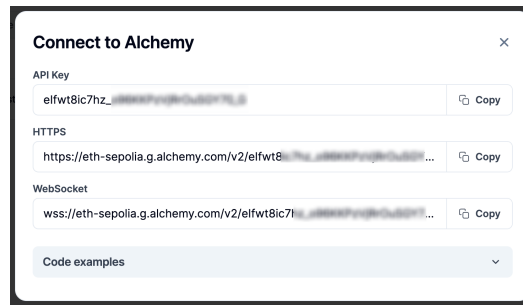 Connect to Alchemy
API Key
elfwt8ic7hz_
Copy
HTTPS
https://eth-sepolia.g.alchemy.com/v2/elfwt8
...
Copy
WebSocket
wss://eth-sepolia.g.alchemy.com/v2/elfwt8ic7h
...
Copy
Code examples